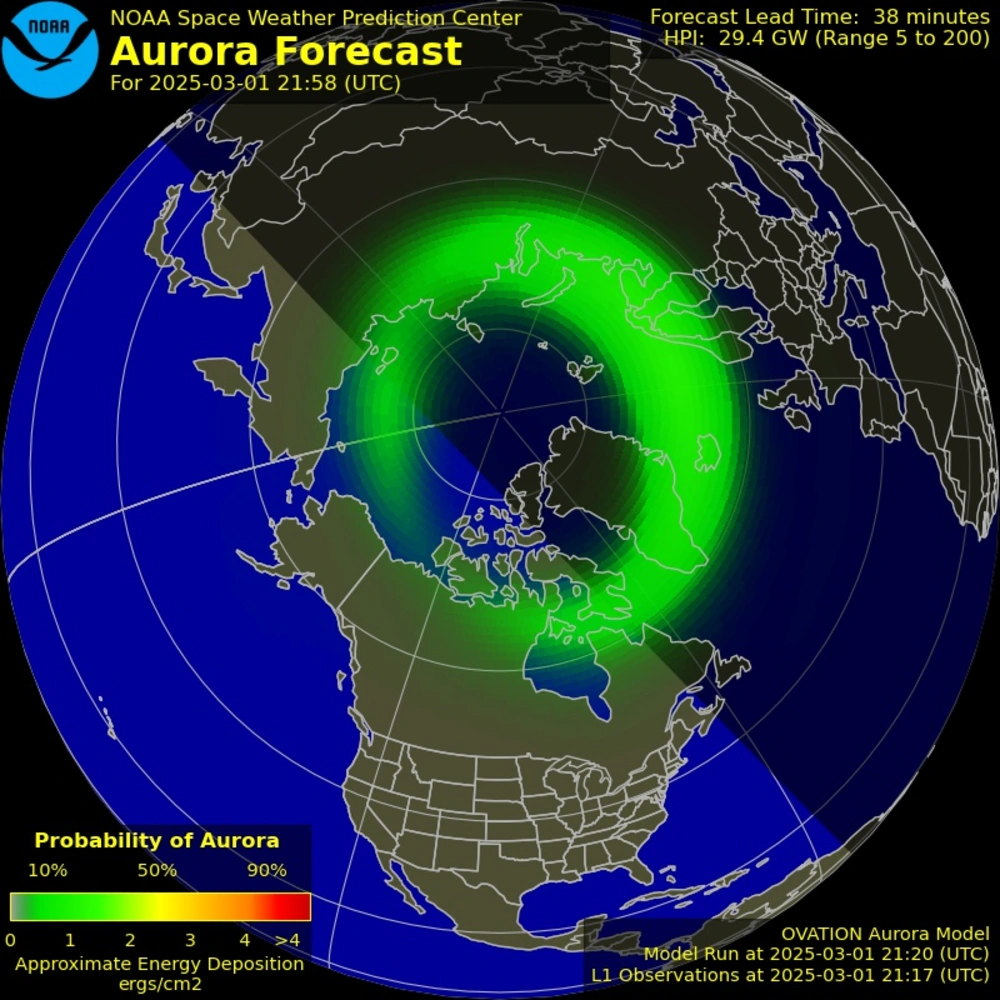 NOAA
NOAA Space Weather Prediction Center
Aurora Forecast
For 2025-03-01 21:58 (UTC)
Forecast Lead Time: 38 minutes
HPI: 29.4 GW (Range 5 to 200)
Probability of Aurora
10% 50% 90%
0 1 2 3 4 >4
Approximate Energy Deposition
ergs/cm2
OVATION Aurora Model
Model Run at 2025-03-01 21:20 (UTC)
L1 Observations at 2025-03-01 21:17 (UTC)